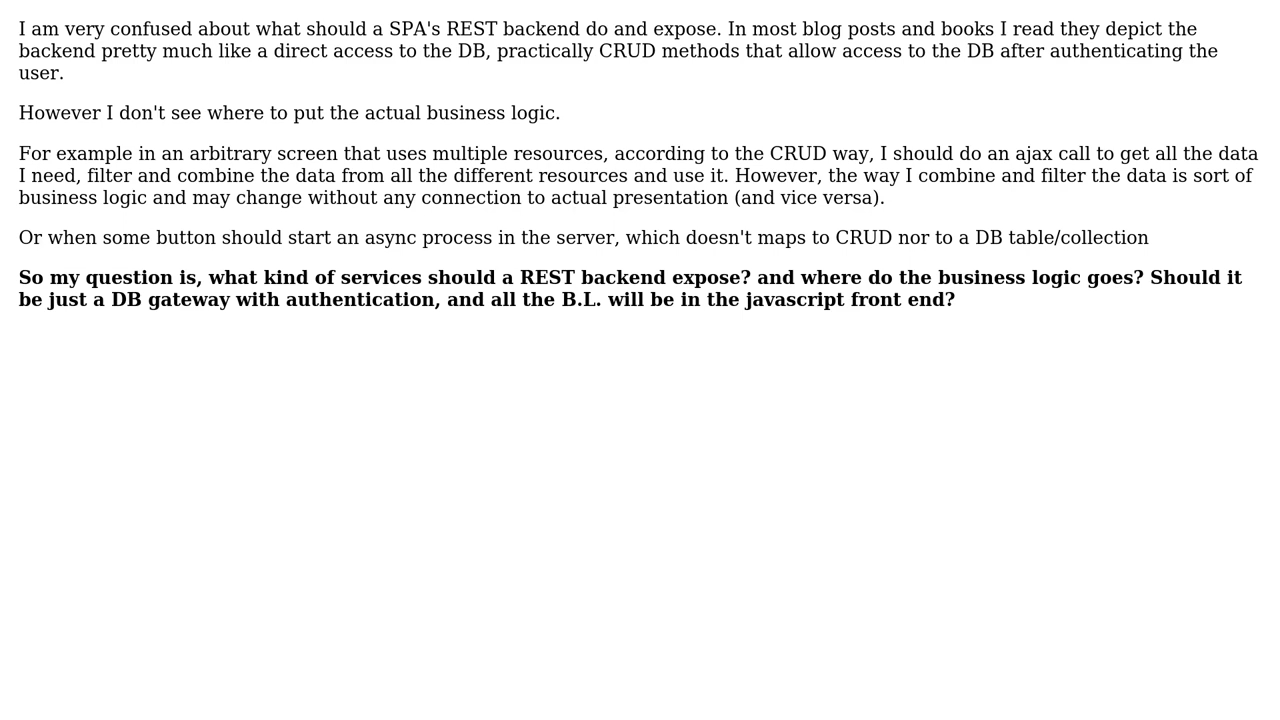 I am very confused about what should a SPA's REST backend do and expose. In most blog posts and books I read they depict the
backend pretty much like a direct access to the DB, practically CRUD methods that allow access to the DB after authenticating the
user.
However I don't see where to put the actual business logic.
For example in an arbitrary screen that uses multiple resources, according to the CRUD way, I should do an ajax call to get all the data
I need, filter and combine the data from all the different resources and use it. However, the way I combine and filter the data is sort of
business logic and may change without any connection to actual presentation (and vice versa).
Or when some button should start an async process in the server, which doesn't maps to CRUD nor to a DB table/collection
So my question is, what kind of services should a REST backend expose? and where do the business logic goes? Should it
be just a DB gateway with authentication, and all the B.L. will be in the javascript front end?